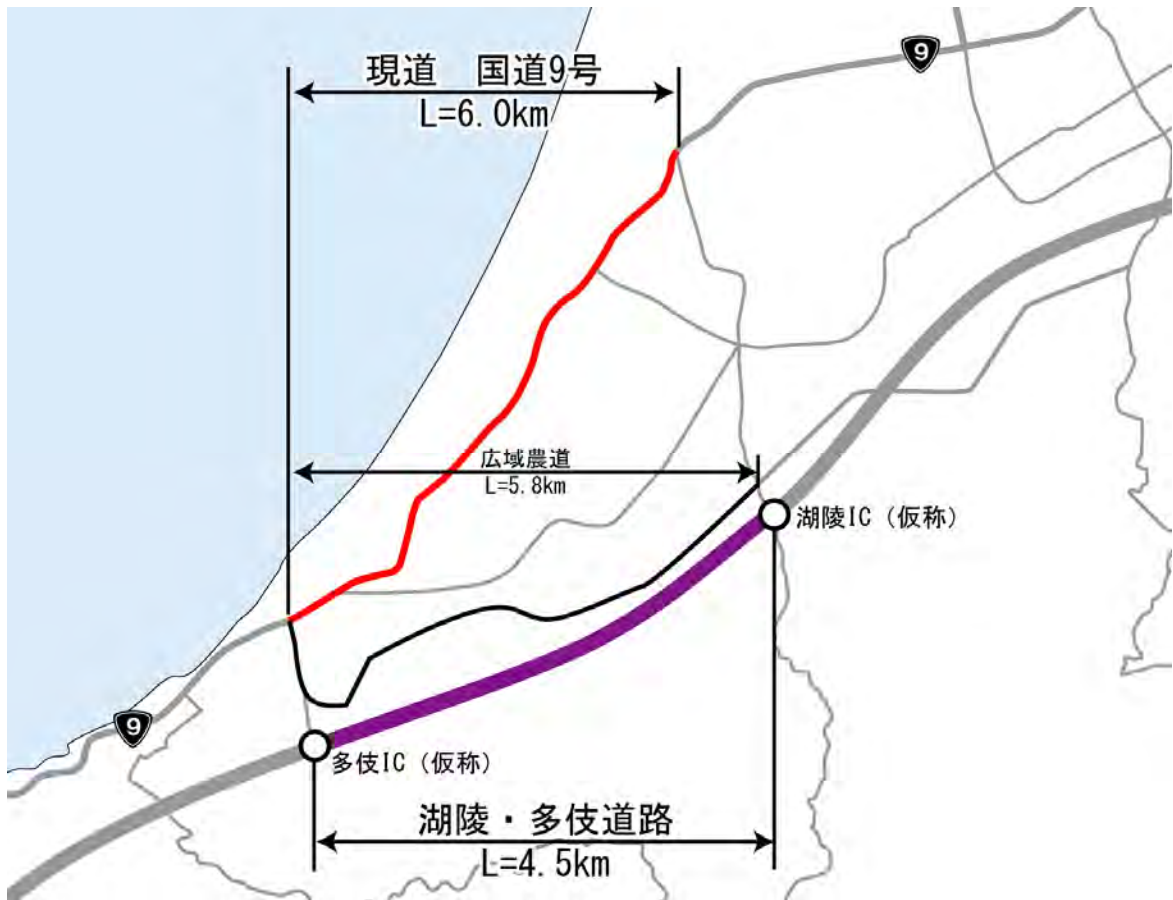 現道　国道9号
L=6.0km
9
広域農道
L=5.8km
湖陵IC（仮称）
9
多伎IC（仮称）
湖陵・多伎道路
L=4.5km